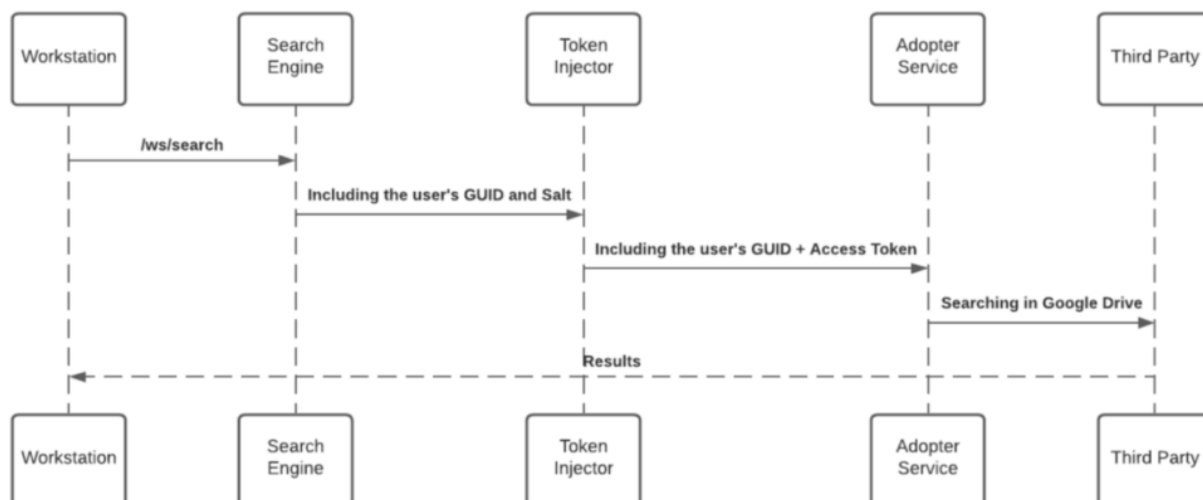 Workstation
Search
Engine
Token
Injector
Adopter
Service
Third Party
/ws/search
Including the user's GUID and Salt
Including the user's GUID + Access Token
Searching in Google Drive
Results
Workstation
Search
Engine
Token
Injector
Adopter
Service
Third Party